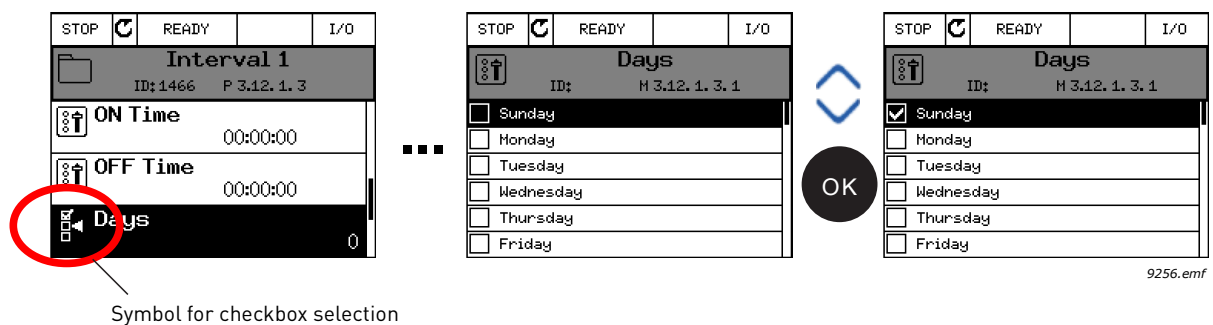 STOP READY I/O
Interval 1
ID:1466 P 3.12.1.3
ON Time
00:00:00
OFF Time
00:00:00
Days
0
Symbol for checkbox selection
STOP READY I/O
Days
ID: M 3.12.1.3.1
Sunday
Monday
Tuesday
Wednesday
Thursday
Friday
OK
STOP READY I/O
Days
ID: M 3.12.1.3.1
Sunday
Monday
Tuesday
Wednesday
Thursday
Friday
9256.emf